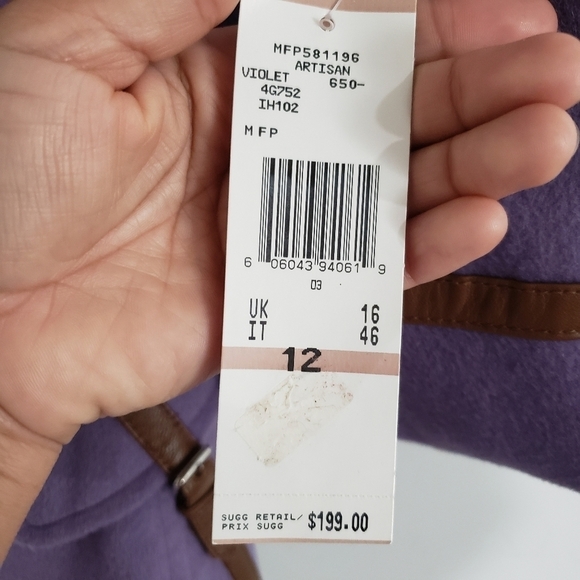 MFP581196
ARTISAN
VIOLET 650-
4G752
IH102
MFP
6 06043 94061 9
03
UK 16
IT 46
12
SUGG RETAIL/
PRIX SUGG $199.00